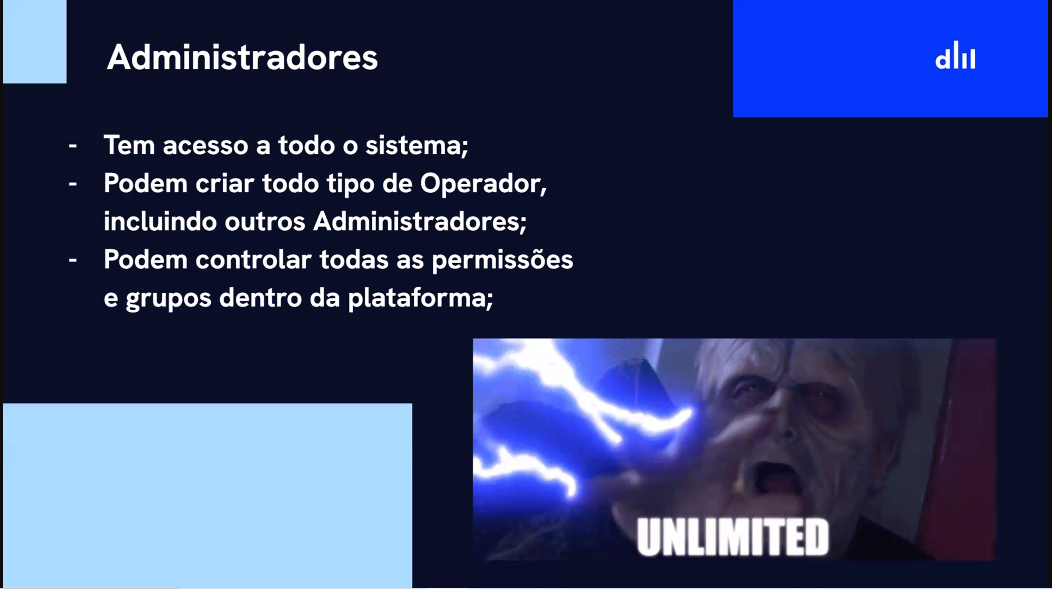 Administradores
- Tem acesso a todo o sistema;
- Podem criar todo tipo de Operador,
incluindo outros Administradores;
- Podem controlar todas as permissões
e grupos dentro da plataforma;
UNLIMITED